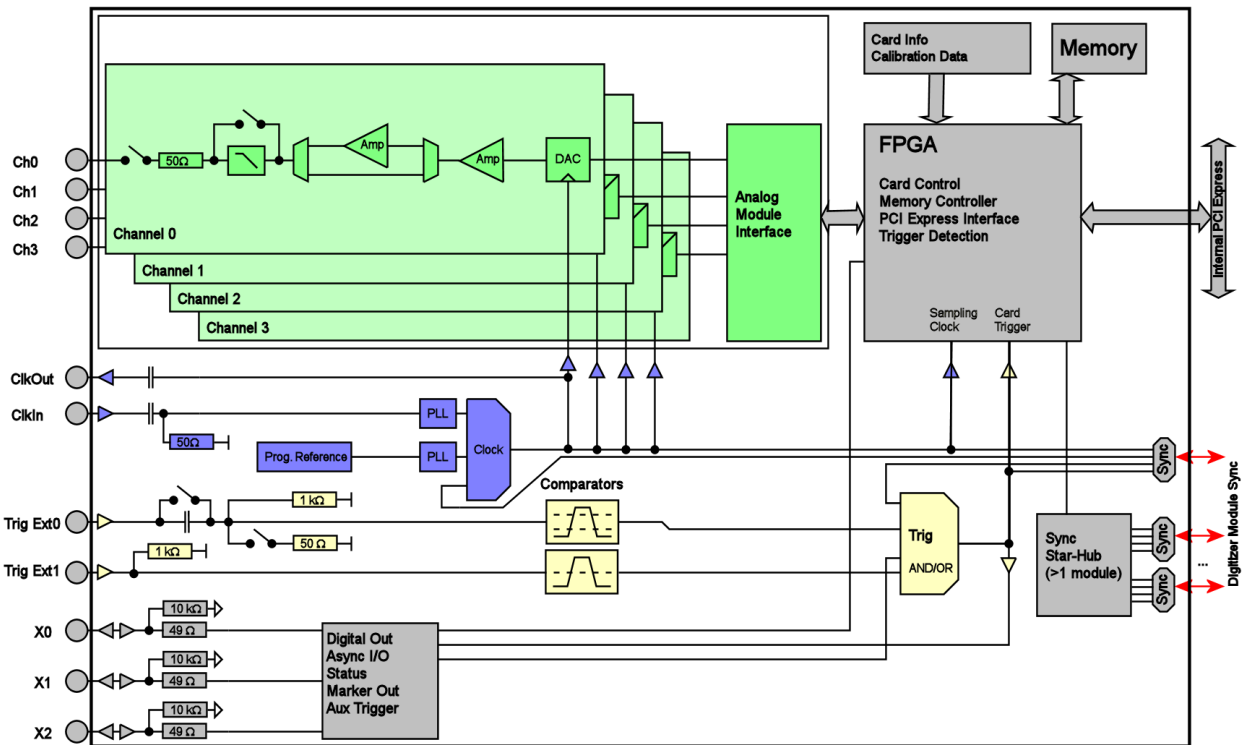 Card Info
Calibration Data
Memory
Ch0
Ch1
Ch2
Ch3
50Ω
Amp
Amp
DAC
Channel 0
Channel 1
Channel 2
Channel 3
Analog
Module
Interface
FPGA
Card Control
Memory Controller
PCI Express Interface
Trigger Detection
Sampling
Clock
Card
Trigger
Internal PCI Express
ClkOut
ClkIn
50Ω
PLL
Prog. Reference
PLL
Clock
Sync
Trig Ext0
Trig Ext1
1 kΩ
50 Ω
1 kΩ
Comparators
Trig
AND/OR
Sync
Star-Hub
(>1 module)
Sync
...
Sync
Digitizer Module Sync
X0
10 kΩ
49 Ω
X1
10 kΩ
49 Ω
X2
10 kΩ
49 Ω
Digital Out
Async I/O
Status
Marker Out
Aux Trigger